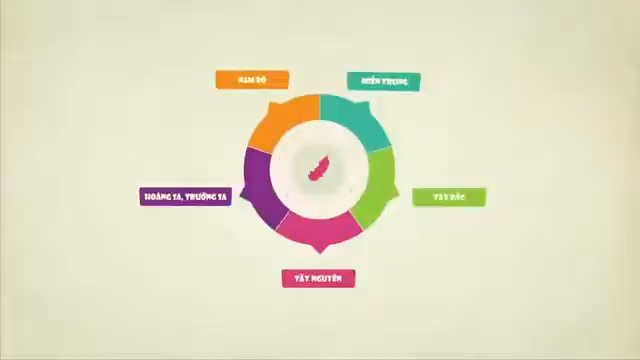 NAM BỘ
MIỀN TRUNG
HOÀNG SA, TRƯỜNG SA
TÂY BẮC
TÂY NGUYÊN